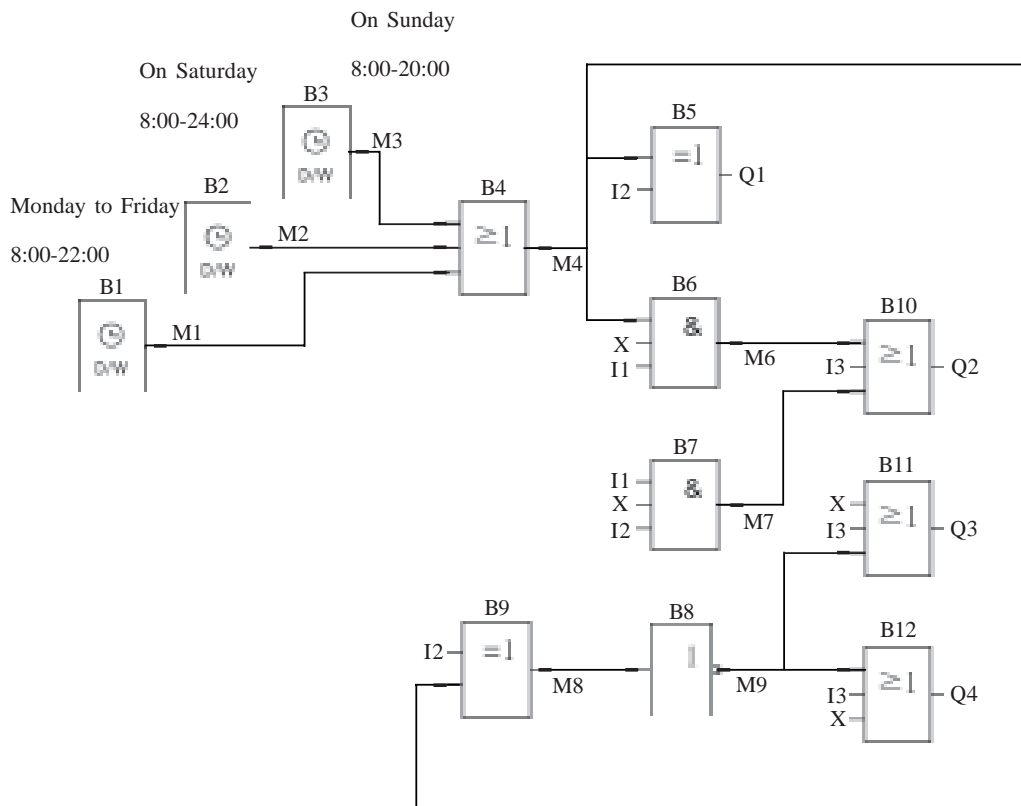 On Sunday
8:00-20:00
On Saturday
8:00-24:00
B3
D/W
M3
B5
=1
I2
Q1
Monday to Friday
8:00-22:00
B2
D/W
M2
B4
≥1
M4
B1
D/W
M1
B6
&
X
I1
M6
B10
≥1
I3
Q2
B7
&
I1
X
I2
M7
B11
≥1
X
I3
Q3
B9
=1
I2
M8
B8
1
M9
B12
≥1
I3
X
Q4